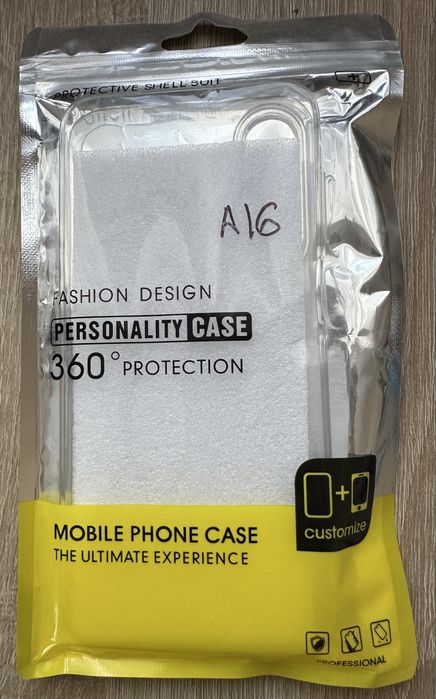 PROTECTIVE SHELL SUIT
A16
FASHION DESIGN
PERSONALITY CASE
360° PROTECTION
+
customize
MOBILE PHONE CASE
THE ULTIMATE EXPERIENCE
PROFESSIONAL